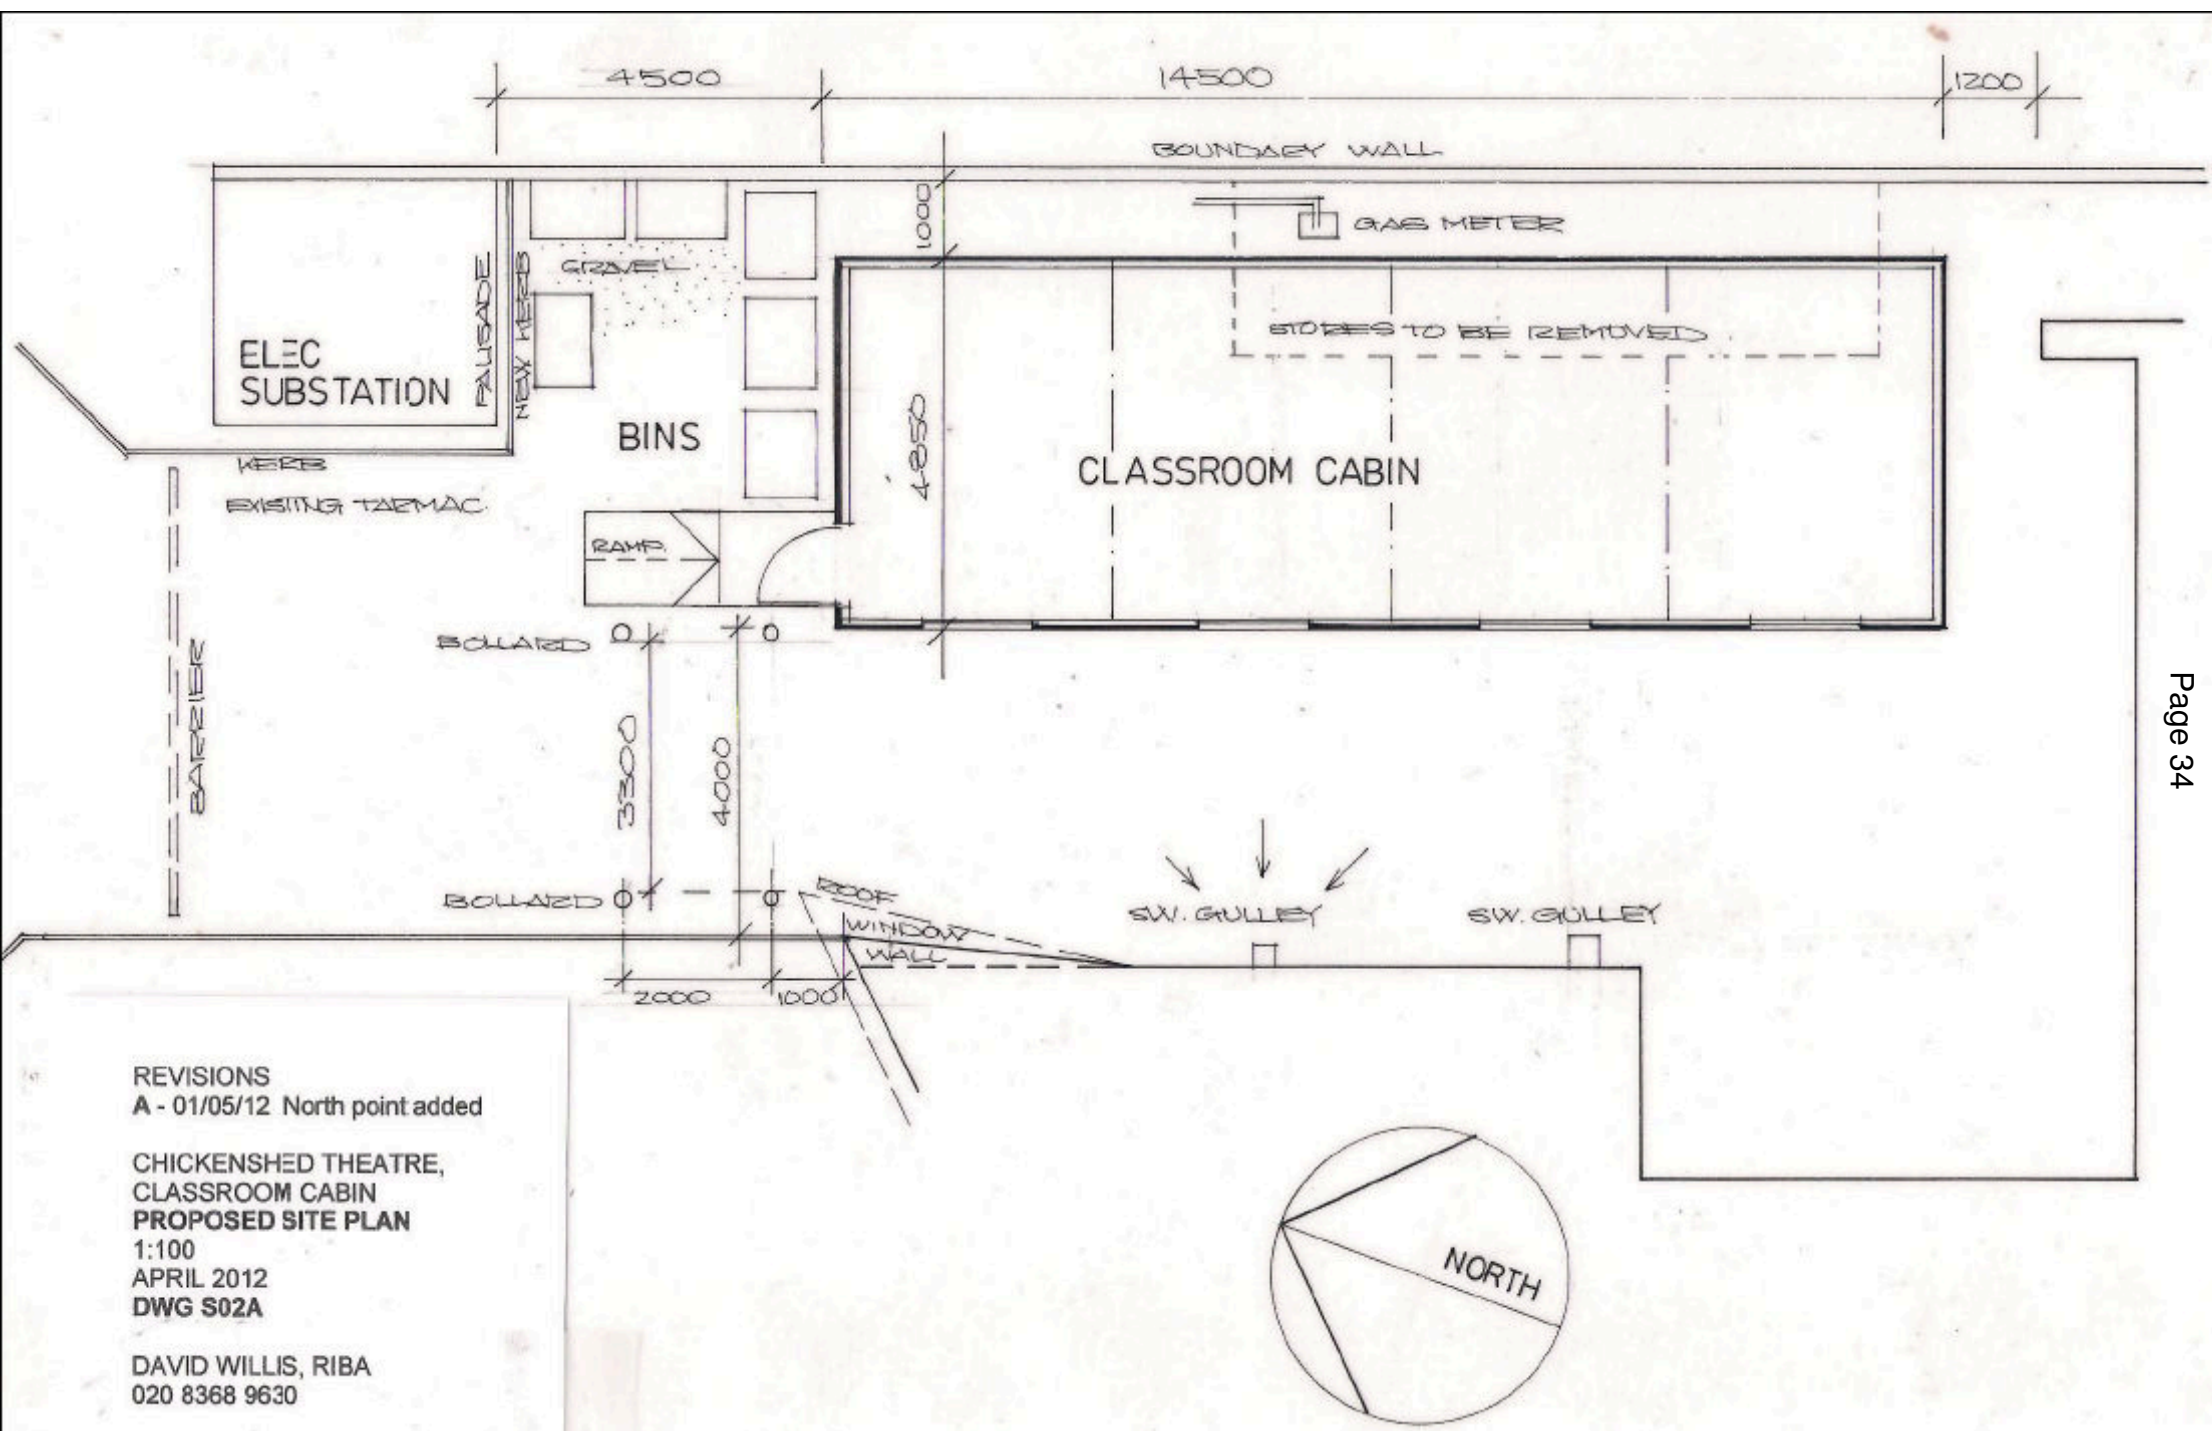 4500
14500
1200
BOUNDARY WALL
1000
GAS METER
GRAVEL
PALISADE
NEW KERB
STORES TO BE REMOVED
ELEC
SUBSTATION
BINS
4850
CLASSROOM CABIN
KERB
EXISTING TARMAC.
RAMP.
BOLLARD
BARRIER
3300
4000
Page 34
BOLLARD
ROOF
WINDOW
WALL
SW. GULLEY
SW. GULLEY
2000
1000
REVISIONS
A - 01/05/12 North point added
CHICKENSHED THEATRE,
CLASSROOM CABIN
PROPOSED SITE PLAN
1:100
APRIL 2012
DWG S02A
DAVID WILLIS, RIBA
020 8368 9630
NORTH